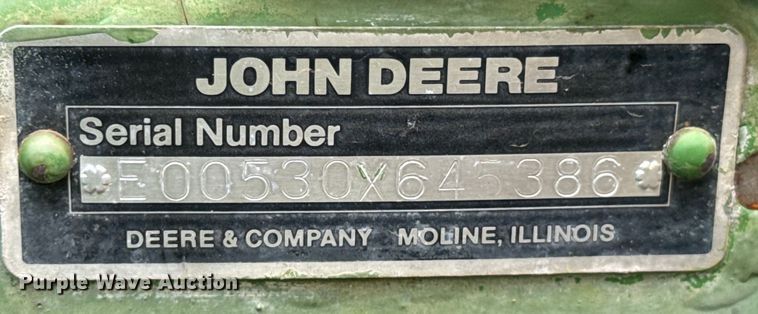 JOHN DEERE
Serial Number
E00530X645386
DEERE & COMPANY MOLINE, ILLINOIS
Purple Wave Auction